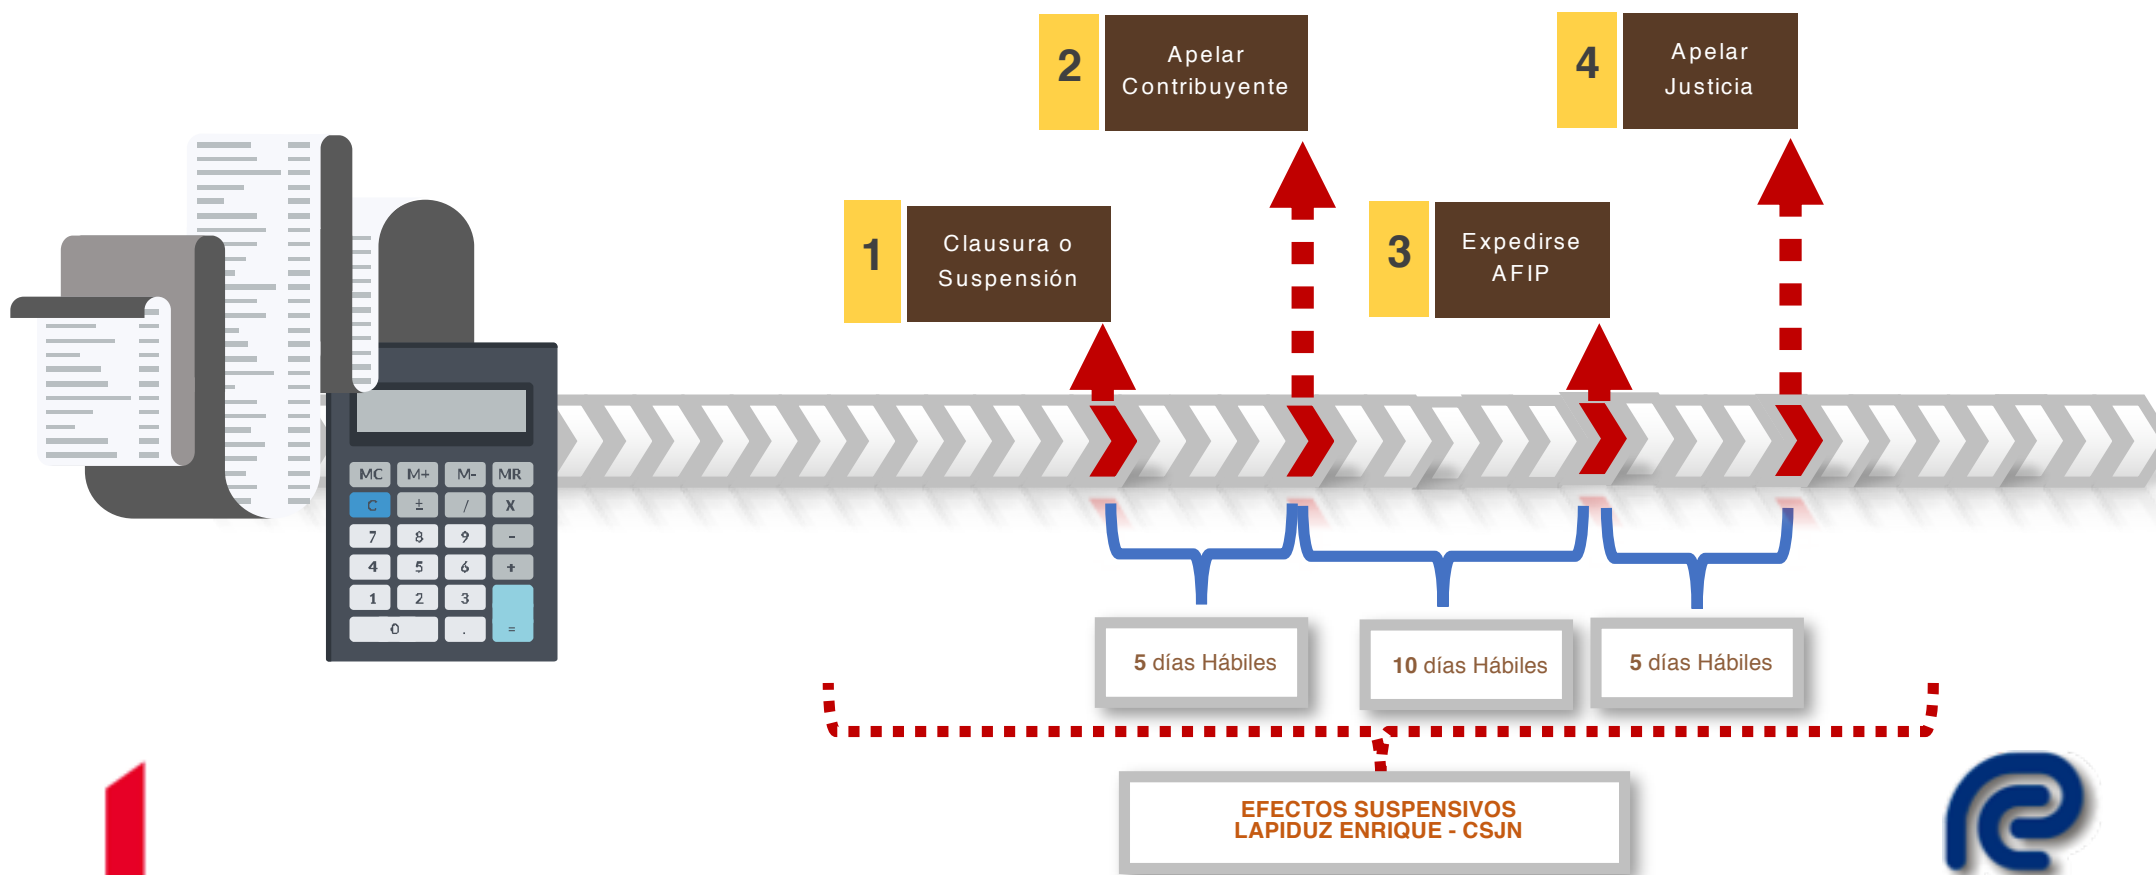 2
Apelar
Contribuyente
4
Apelar
Justicia
1
Clausura o
Suspensión
3
Expedirse
AFIP
MC M+ M- MR
C ± / X
7 8 9 -
4 5 6 +
1 2 3
0 . =
5 días Hábiles
10 días Hábiles
5 días Hábiles
EFECTOS SUSPENSIVOS
LAPIDUZ ENRIQUE - CSJN